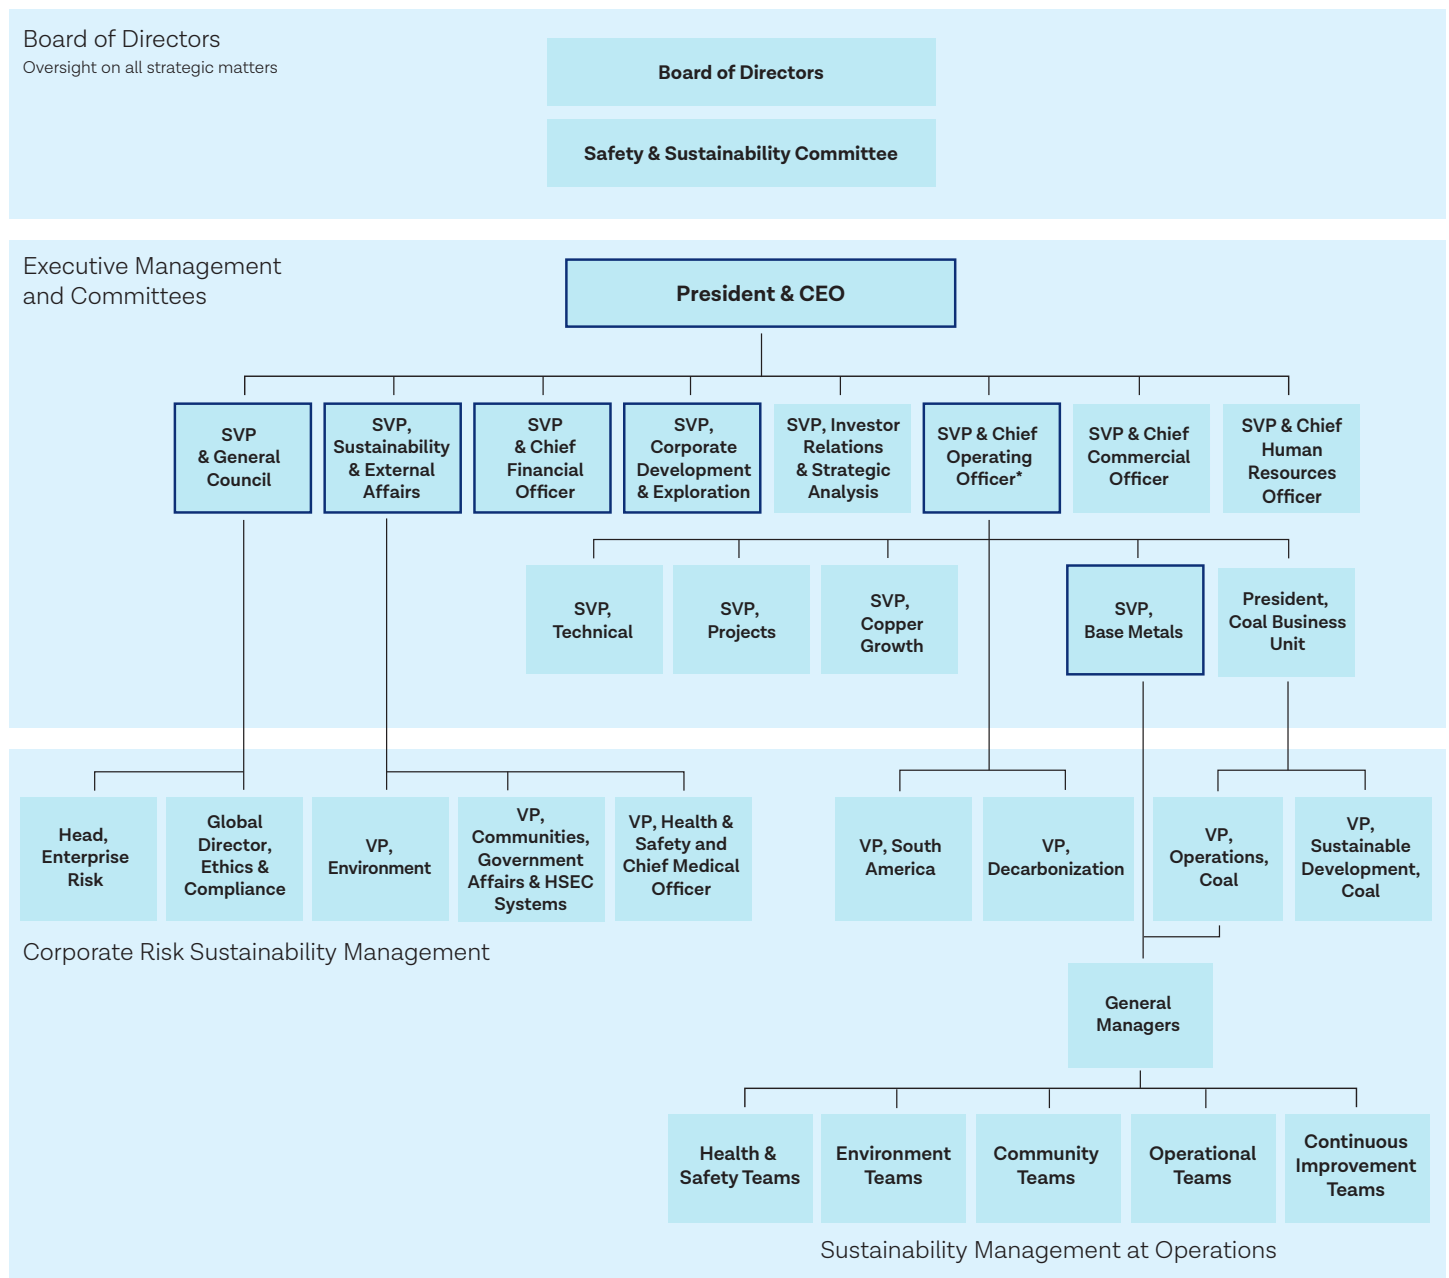 Board of Directors
Oversight on all strategic matters
Board of Directors
Safety & Sustainability Committee
Executive Management
and Committees
President & CEO
SVP
& General
Council
SVP,
Sustainability
& External
Affairs
SVP
& Chief
Financial
Officer
SVP,
Corporate
Development
& Exploration
SVP, Investor
Relations
& Strategic
Analysis
SVP & Chief
Operating
Officer*
SVP & Chief
Commercial
Officer
SVP & Chief
Human
Resources
Officer
SVP,
Technical
SVP,
Projects
SVP,
Copper
Growth
SVP,
Base Metals
President,
Coal Business
Unit
Head,
Enterprise
Risk
Global
Director,
Ethics &
Compliance
VP,
Environment
VP,
Communities,
Government
Affairs & HSEC
Systems
VP, Health &
Safety and
Chief Medical
Officer
VP, South
America
VP,
Decarbonization
VP,
Operations,
Coal
VP,
Sustainable
Development,
Coal
Corporate Risk Sustainability Management
General
Managers
Health &
Safety Teams
Environment
Teams
Community
Teams
Operational
Teams
Continuous
Improvement
Teams
Sustainability Management at Operations